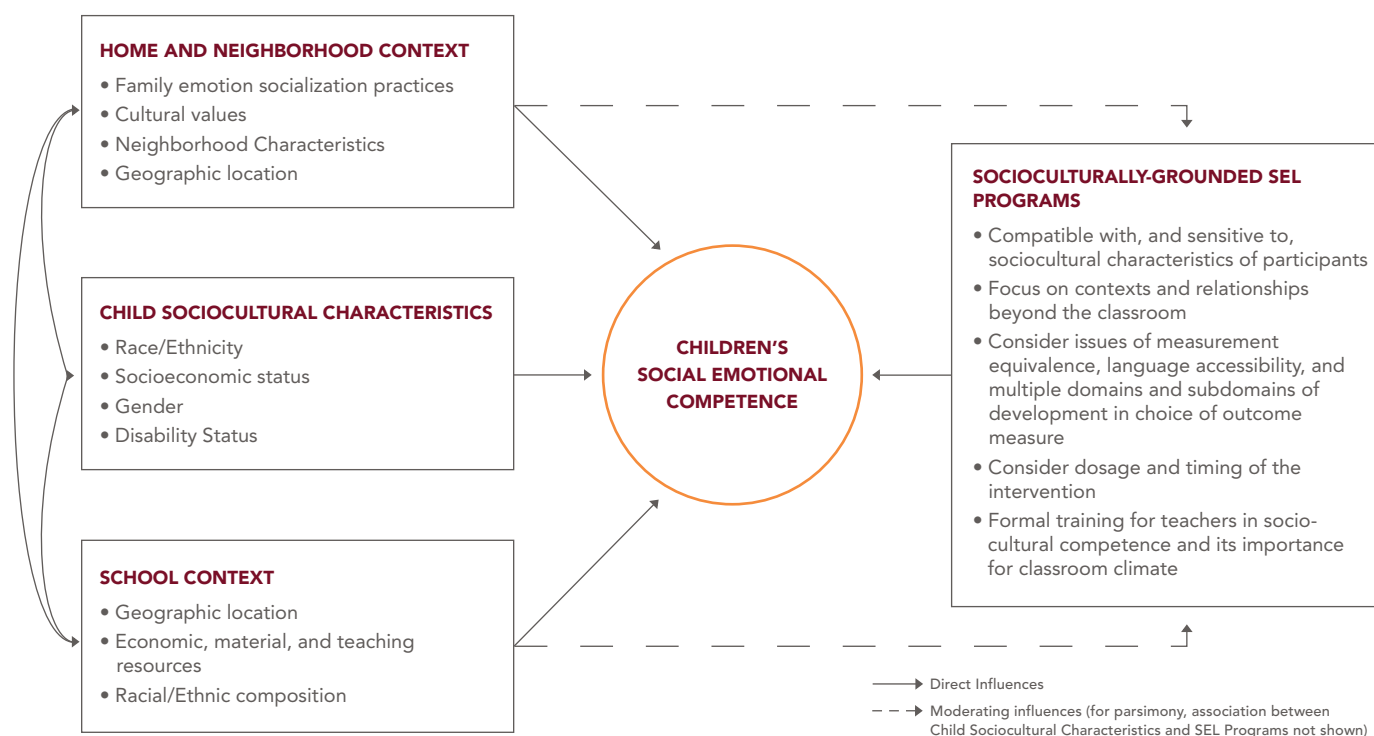 HOME AND NEIGHBORHOOD CONTEXT
• Family emotion socialization practices
• Cultural values
• Neighborhood Characteristics
• Geographic location
CHILD SOCIOCULTURAL CHARACTERISTICS
• Race/Ethnicity
• Socioeconomic status
• Gender
• Disability Status
SCHOOL CONTEXT
• Geographic location
• Economic, material, and teaching
resources
• Racial/Ethnic composition
CHILDREN'S
SOCIAL EMOTIONAL
COMPETENCE
SOCIOCULTURALLY-GROUNDED SEL
PROGRAMS
• Compatible with, and sensitive to,
sociocultural characteristics of participants
• Focus on contexts and relationships
beyond the classroom
• Consider issues of measurement
equivalence, language accessibility, and
multiple domains and subdomains of
development in choice of outcome
measure
• Consider dosage and timing of the
intervention
• Formal training for teachers in socio-
cultural competence and its importance
for classroom climate
Direct Influences
Moderating influences (for parsimony, association between
Child Sociocultural Characteristics and SEL Programs not shown)